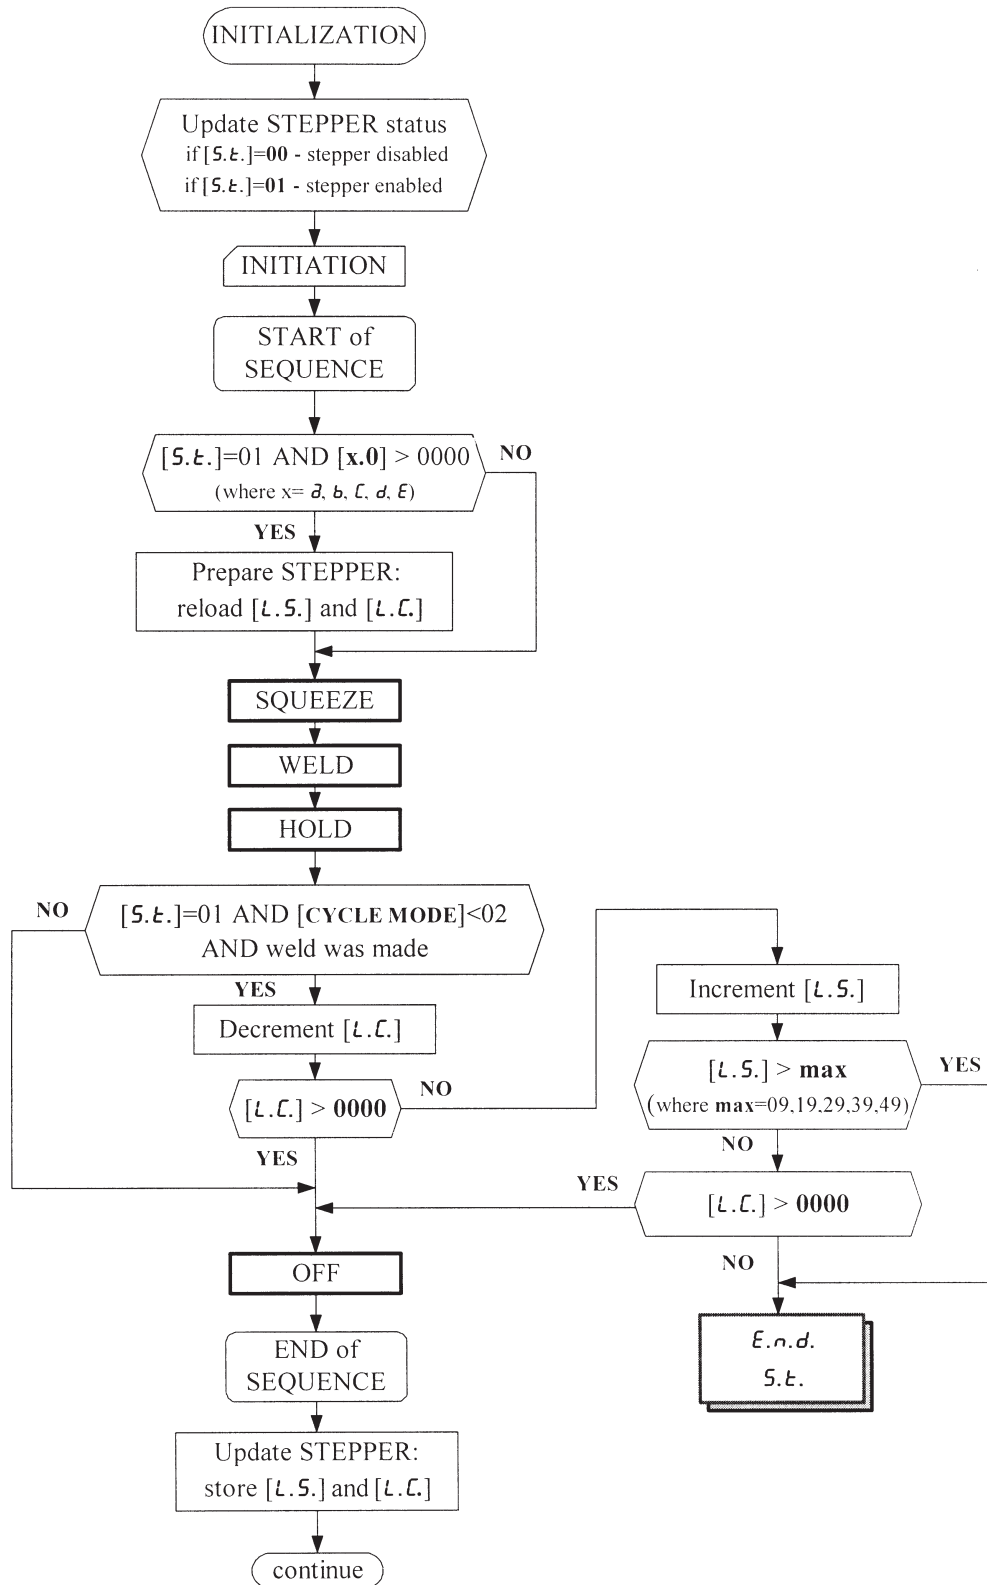 INITIALIZATION
Update STEPPER status
if [S.t.]=00 - stepper disabled
if [S.t.]=01 - stepper enabled
INITIATION
START of
SEQUENCE
[S.t.]=01 AND [x.0] > 0000
(where x= a, b, C, d, E)
NO
YES
Prepare STEPPER:
reload [L.S.] and [L.C.]
SQUEEZE
WELD
HOLD
NO
[S.t.]=01 AND [CYCLE MODE]<02
AND weld was made
YES
Decrement [L.C.]
[L.C.] > 0000
NO
YES
Increment [L.S.]
[L.S.] > max
(where max=09,19,29,39,49)
YES
NO
YES
[L.C.] > 0000
NO
OFF
E.n.d.
S.t.
END of
SEQUENCE
Update STEPPER:
store [L.S.] and [L.C.]
continue